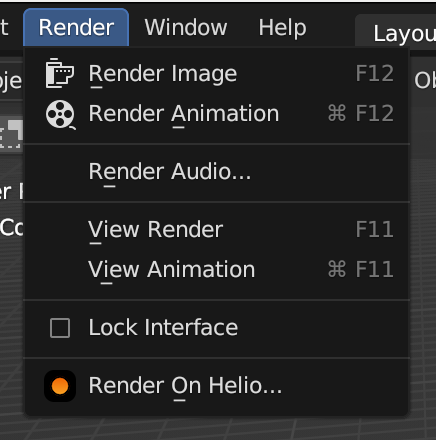 t Render Window Help Layou
oje Render Image F12 Ob
Render Animation ⌘ F12
Render Audio...
er
Co View Render F11
View Animation ⌘ F11
Lock Interface
Render On Helio...